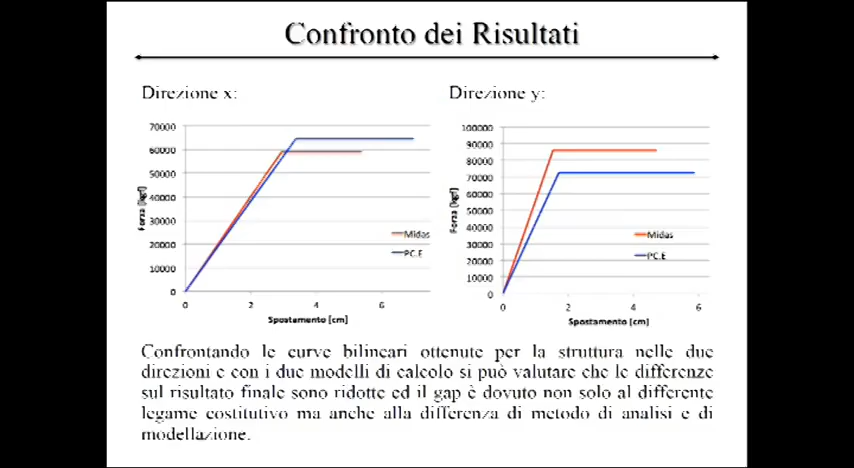 Confronto dei Risultati
Direzione x:
Direzione y:
70000
60000
50000
40000
30000
20000
10000
0
Forza [kgf]
0 2 4 6
Spostamento [cm]
Midas
PC.E
100000
90000
80000
70000
60000
50000
40000
30000
20000
10000
0
Forza [kgf]
0 2 4 6
Spostamento [cm]
Midas
PC.E
Confrontando le curve bilineari ottenute per la struttura nelle due
direzioni e con i due modelli di calcolo si può valutare che le differenze
sul risultato finale sono ridotte ed il gap è dovuto non solo al differente
legame costitutivo ma anche alla differenza di metodo di analisi e di
modellazione.